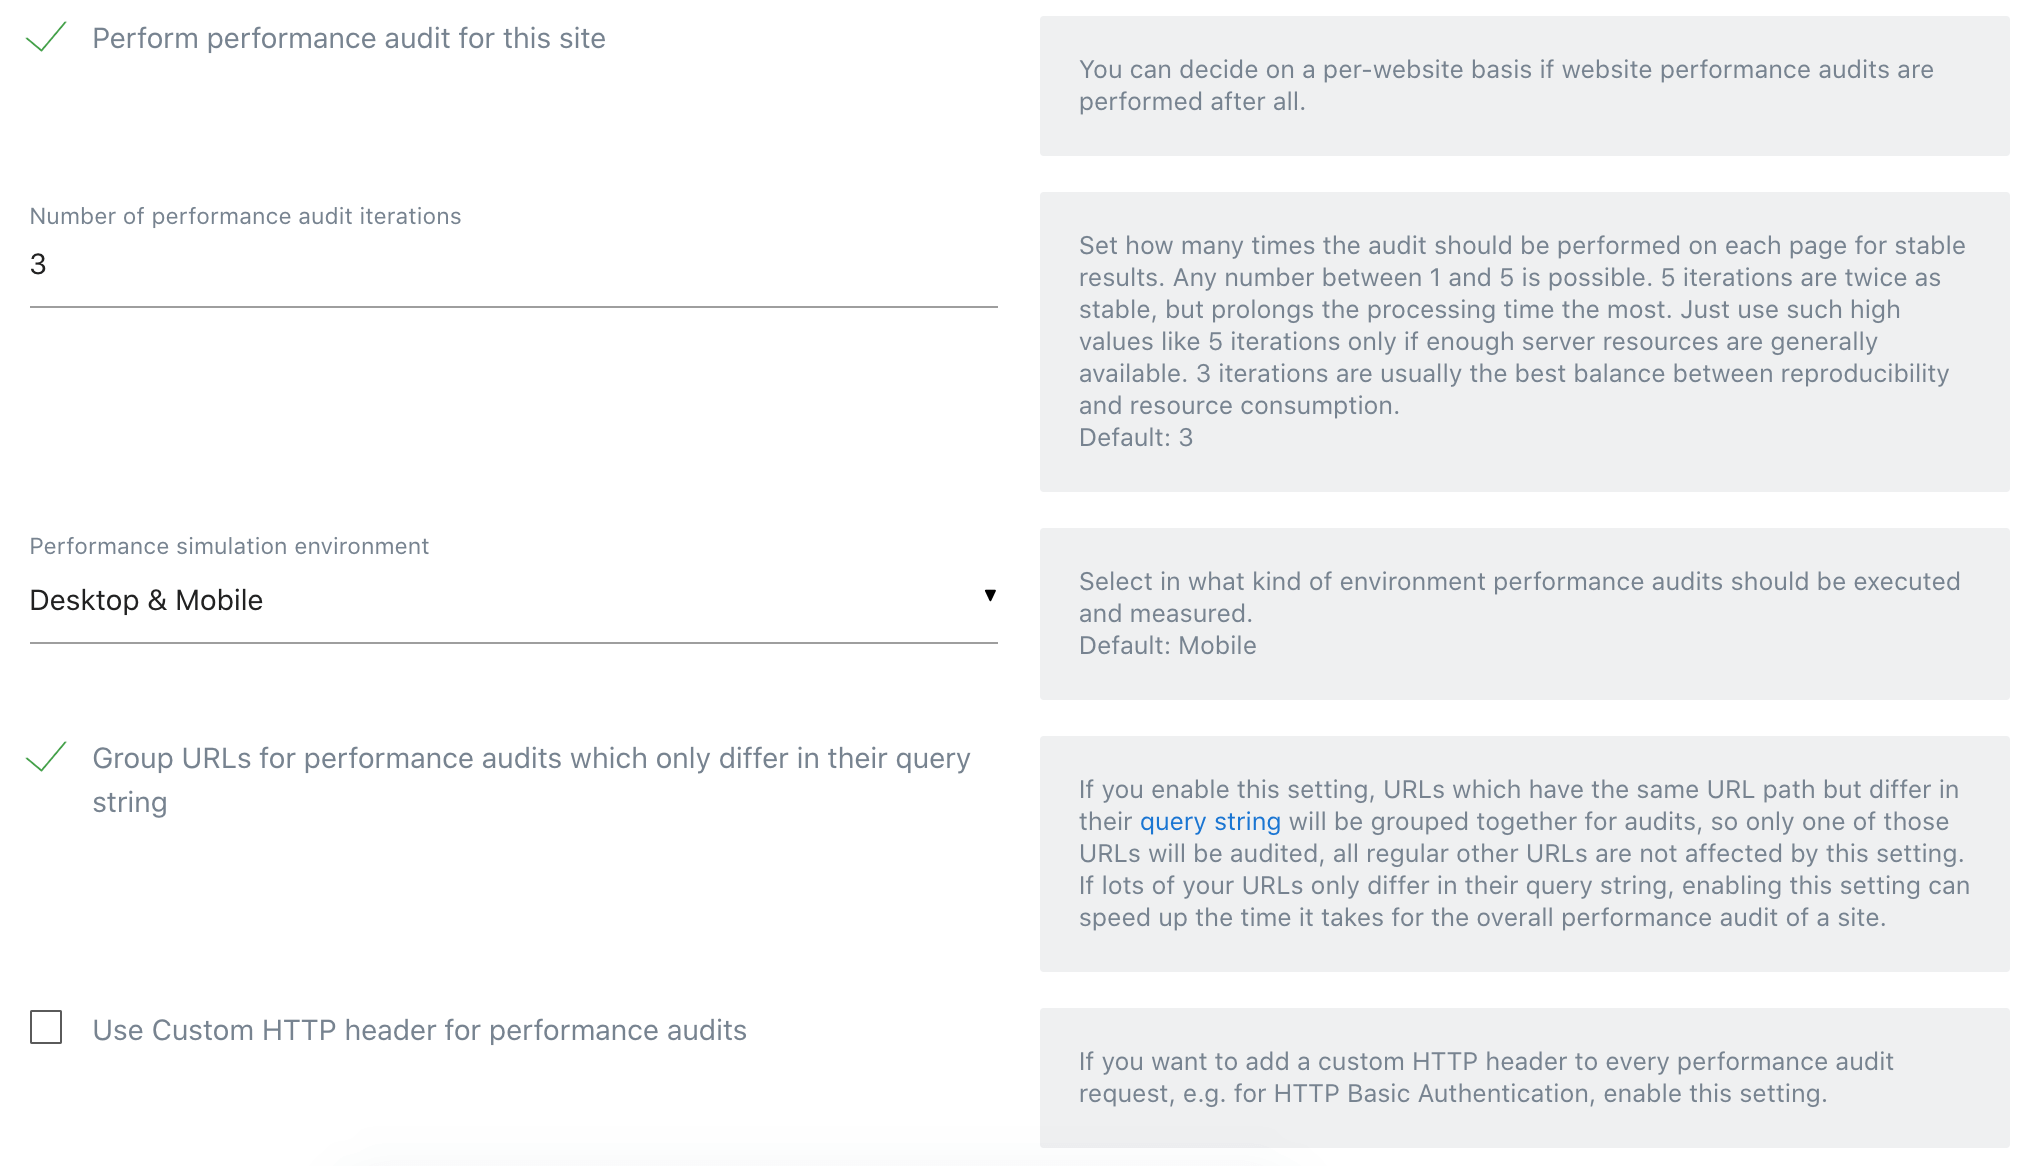 Perform performance audit for this site
You can decide on a per-website basis if website performance audits are
performed after all.
Number of performance audit iterations
3
Set how many times the audit should be performed on each page for stable
results. Any number between 1 and 5 is possible. 5 iterations are twice as
stable, but prolongs the processing time the most. Just use such high
values like 5 iterations only if enough server resources are generally
available. 3 iterations are usually the best balance between reproducibility
and resource consumption.
Default: 3
Performance simulation environment
Desktop & Mobile
Select in what kind of environment performance audits should be executed
and measured.
Default: Mobile
Group URLs for performance audits which only differ in their query
string
If you enable this setting, URLs which have the same URL path but differ in
their query string will be grouped together for audits, so only one of those
URLs will be audited, all regular other URLs are not affected by this setting.
If lots of your URLs only differ in their query string, enabling this setting can
speed up the time it takes for the overall performance audit of a site.
Use Custom HTTP header for performance audits
If you want to add a custom HTTP header to every performance audit
request, e.g. for HTTP Basic Authentication, enable this setting.